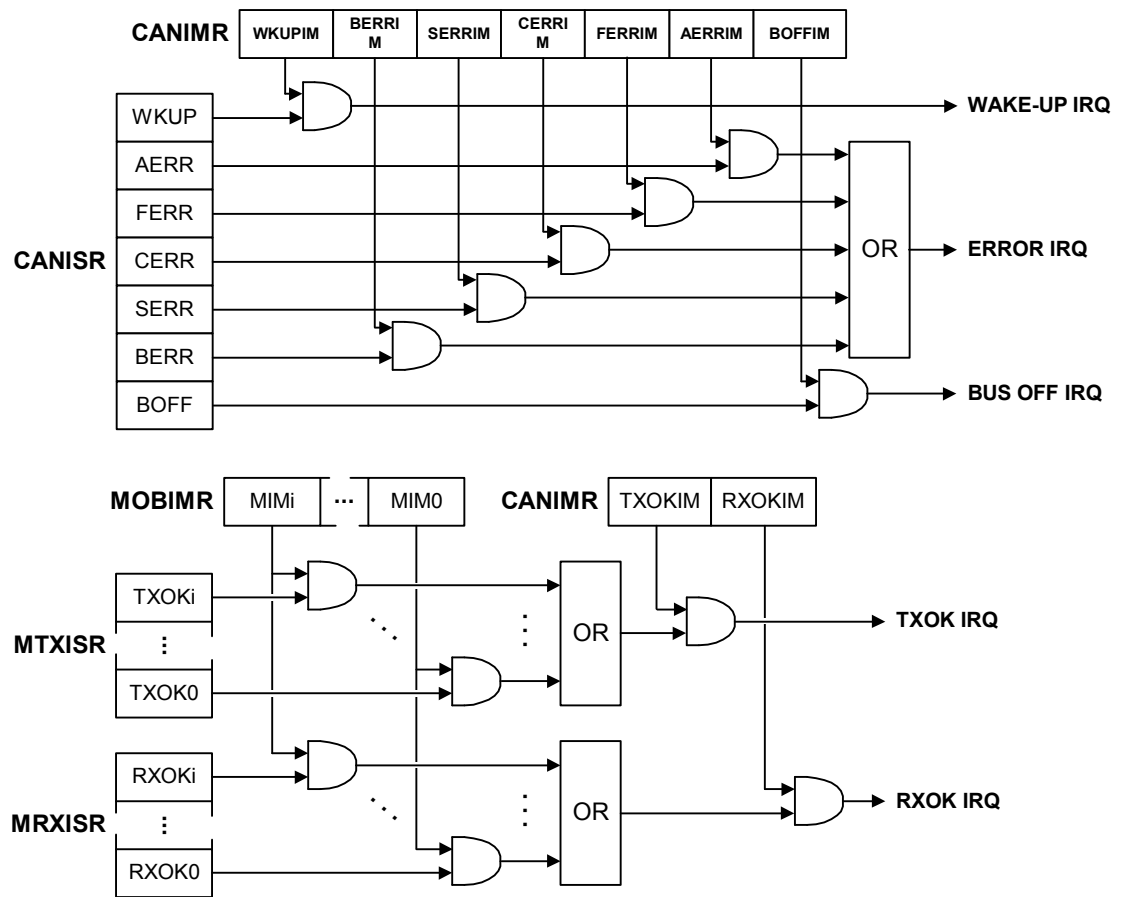 CANIMR WKUPIM BERRI SERRIM CERRI FERRIM AERRIM BOFFIM
M M
WKUP
WAKE-UP IRQ
AERR
FERR
CANISR CERR OR ERROR IRQ
SERR
BERR
BOFF
BUS OFF IRQ
MOBIMR MIMi ... MIM0 CANIMR TXOKIM RXOKIM
TXOKi
MTXISR ... OR TXOK IRQ
TXOK0
RXOKi
RXOK IRQ
MRXISR ... OR
RXOK0